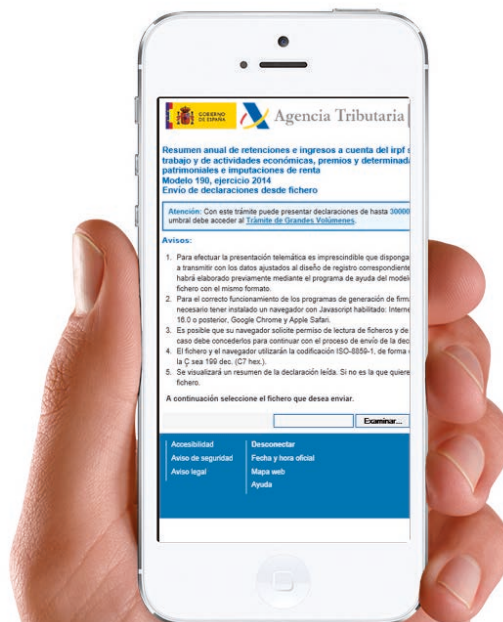 GOBIERNO
DE ESPAÑA
Agencia Tributaria
Resumen anual de retenciones e ingresos a cuenta del irpf s
trabajo y de actividades económicas, premios y determinada
patrimoniales e imputaciones de renta
Modelo 190, ejercicio 2014
Envío de declaraciones desde fichero
Atención: Con este trámite puede presentar declaraciones de hasta 30000
umbral debe acceder al Trámite de Grandes Volúmenes.
Avisos:
1. Para efectuar la presentación telemática es imprescindible que disponga
a transmitir con los datos ajustados al diseño de registro correspondiente
habrá elaborado previamente mediante el programa de ayuda del model
fichero con el mismo formato.
2. Para el correcto funcionamiento de los programas de generación de firma
necesario tener instalado un navegador con Javascript habilitado: Interne
16.0 o posterior, Google Chrome y Apple Safari.
3. Es posible que su navegador solicite permiso de lectura de ficheros y de
caso debe concederlos para continuar con el proceso de envío de la dec
4. El fichero y el navegador utilizarán la codificación ISO-8859-1, de forma
la Ç sea 199 dec. (C7 hex.).
5. Se visualizará un resumen de la declaración leída. Si no es la que quiere
fichero.
A continuación seleccione el fichero que desea enviar.
Examinar...
Accesibilidad
Aviso de seguridad
Aviso legal
Desconectar
Fecha y hora oficial
Mapa web
Ayuda